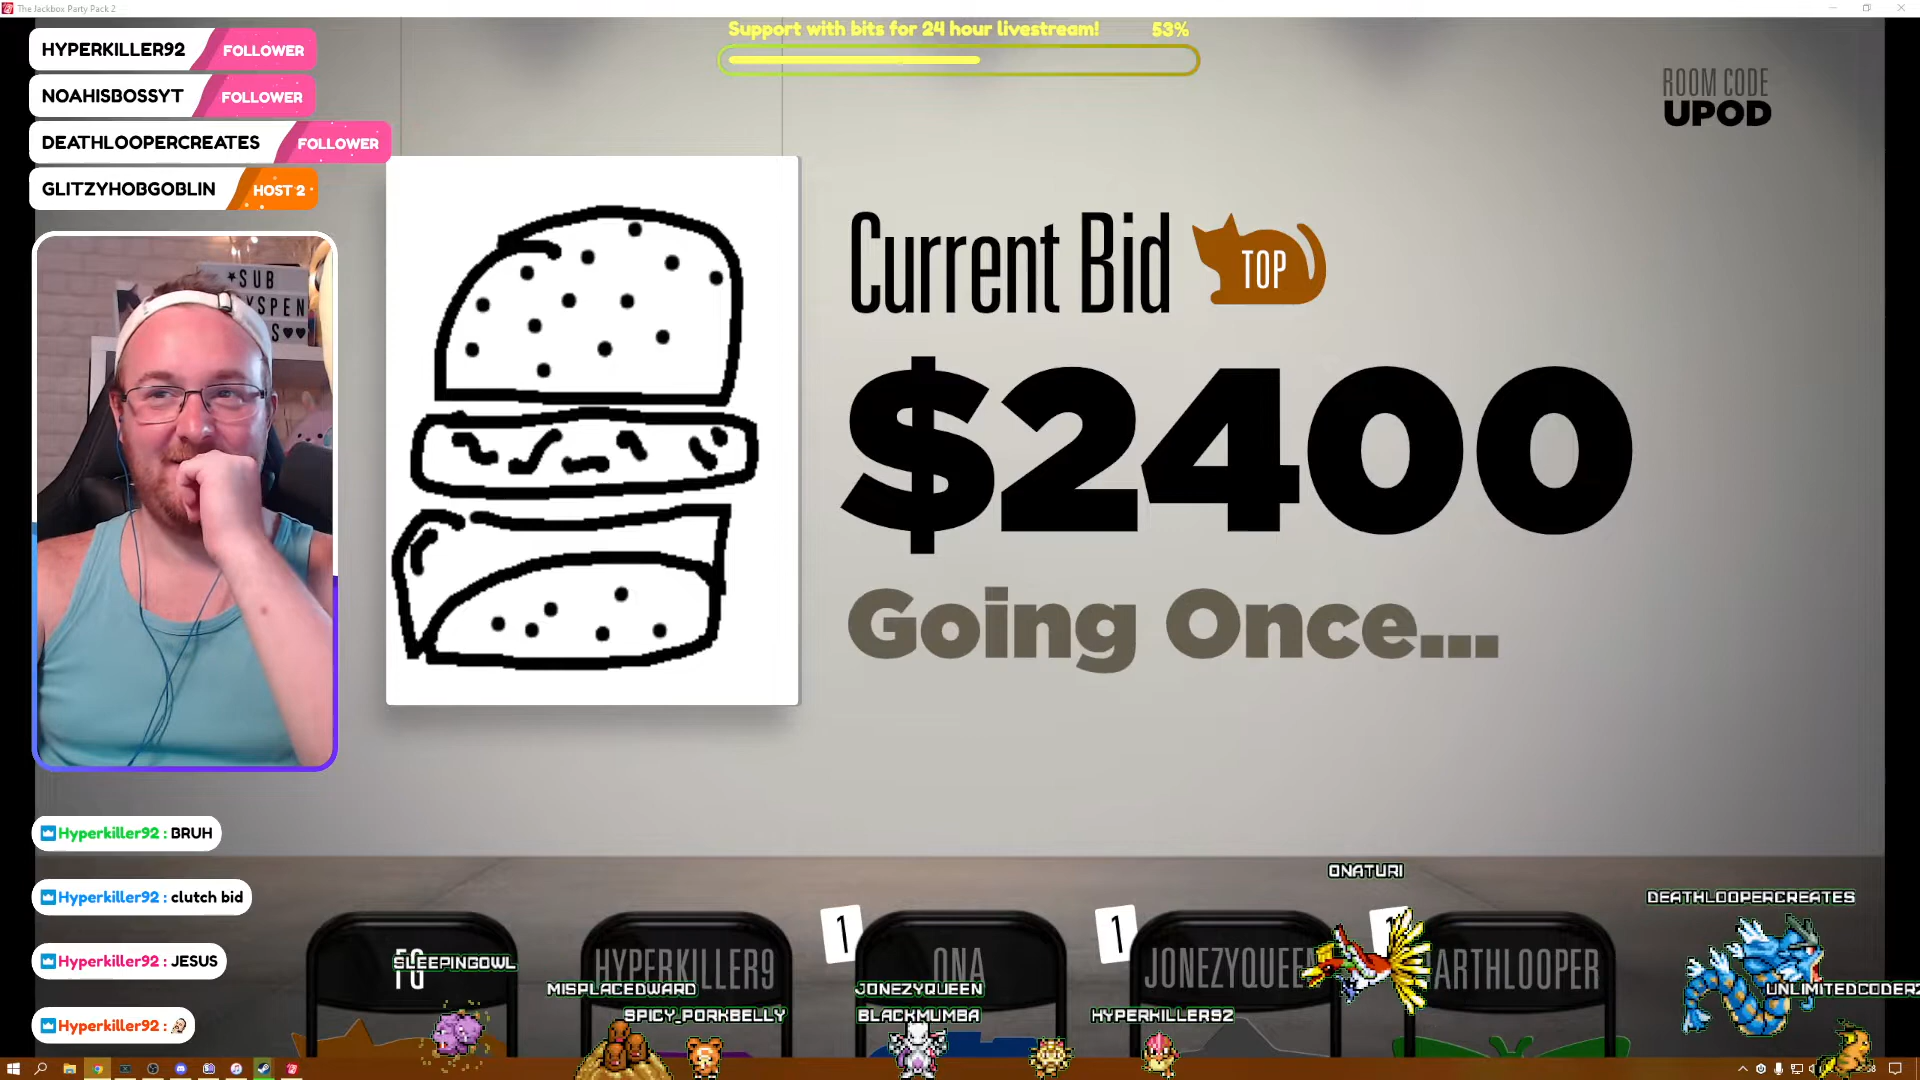 The Jackbox Party Pack 2
Support with bits for 24 hour livestream! 53%
HYPERKILLER92 FOLLOWER
NOAHISBOSSYT FOLLOWER
DEATHLOOPERCREATES FOLLOWER
GLITZYHOBGOBLIN HOST 2
ROOM CODE
UPOD
SUB
Current Bid TOP
$2400
Going Once...
Hyperkiller92 : BRUH
Hyperkiller92 : clutch bid
Hyperkiller92 : JESUS
Hyperkiller92 :
ONATURI
DEATHLOOPERCREATES
1
1
HYPERKILLER9
ONA
JONEZYQUEEN
ARTHLOOPER
SLEEPINGOWL
MISPLACEDWARD
JONEZYQUEEN
SPICY_PORKBELLY
BLACKMUMBA
HYPERKILLER92